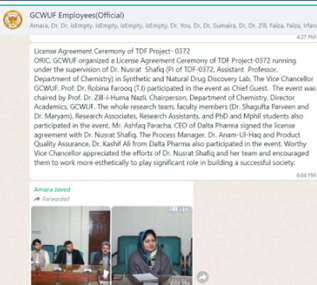 GCWUF Employees(Official)
Dr, Dr, Dr, isEmpty, isEmpty, isEmpty, isEmpty, Dr, You, Dr, Dr, Sumaira, Dr, Dr, Zill, Faiza, Faiza, Irfana
4:27 PM
License Agreement Ceremony of TDF Project- 0372
ORIC, GCWUF organized a License Agreement Ceremony of TDF Project-0372 running
under the supervision of Dr. Nusrat Shafiq (PI of TDF-0372, Assistant Professor,
Department of Chemistry) in Synthetic and Natural Drug Discovery Lab. The Vice Chancellor
GCWUF, Prof. Dr. Robina Farooq (T.I) participated in the event as Chief Guest. The event was
chaired by Prof. Dr. Zill-i-Huma Nazli, Chairperson, Department of Chemistry, Director
Academics, GCWUF. The whole research team, faculty members (Dr. Shagufta Parveen and
Dr. Maryam), Research Associates, Research Assistants, and PhD and Mphil students also
participated in the event. Mr. Ashfaq Paracha, CEO of Dalta Pharma signed the license
agreement with Dr. Nusrat Shafiq. The Process Manager, Dr. Anam-Ul-Haq and Product
Quality Assurance, Dr. Kashif Ali from Dalta Pharma also participated in the event. Worthy
Vice Chancellor appreciated the efforts of Dr. Nusrat Shafiq and her team and encouraged
them to work more esthetically to play significant role in building a successful society.
6:04 PM
Amara Javed
Forwarded